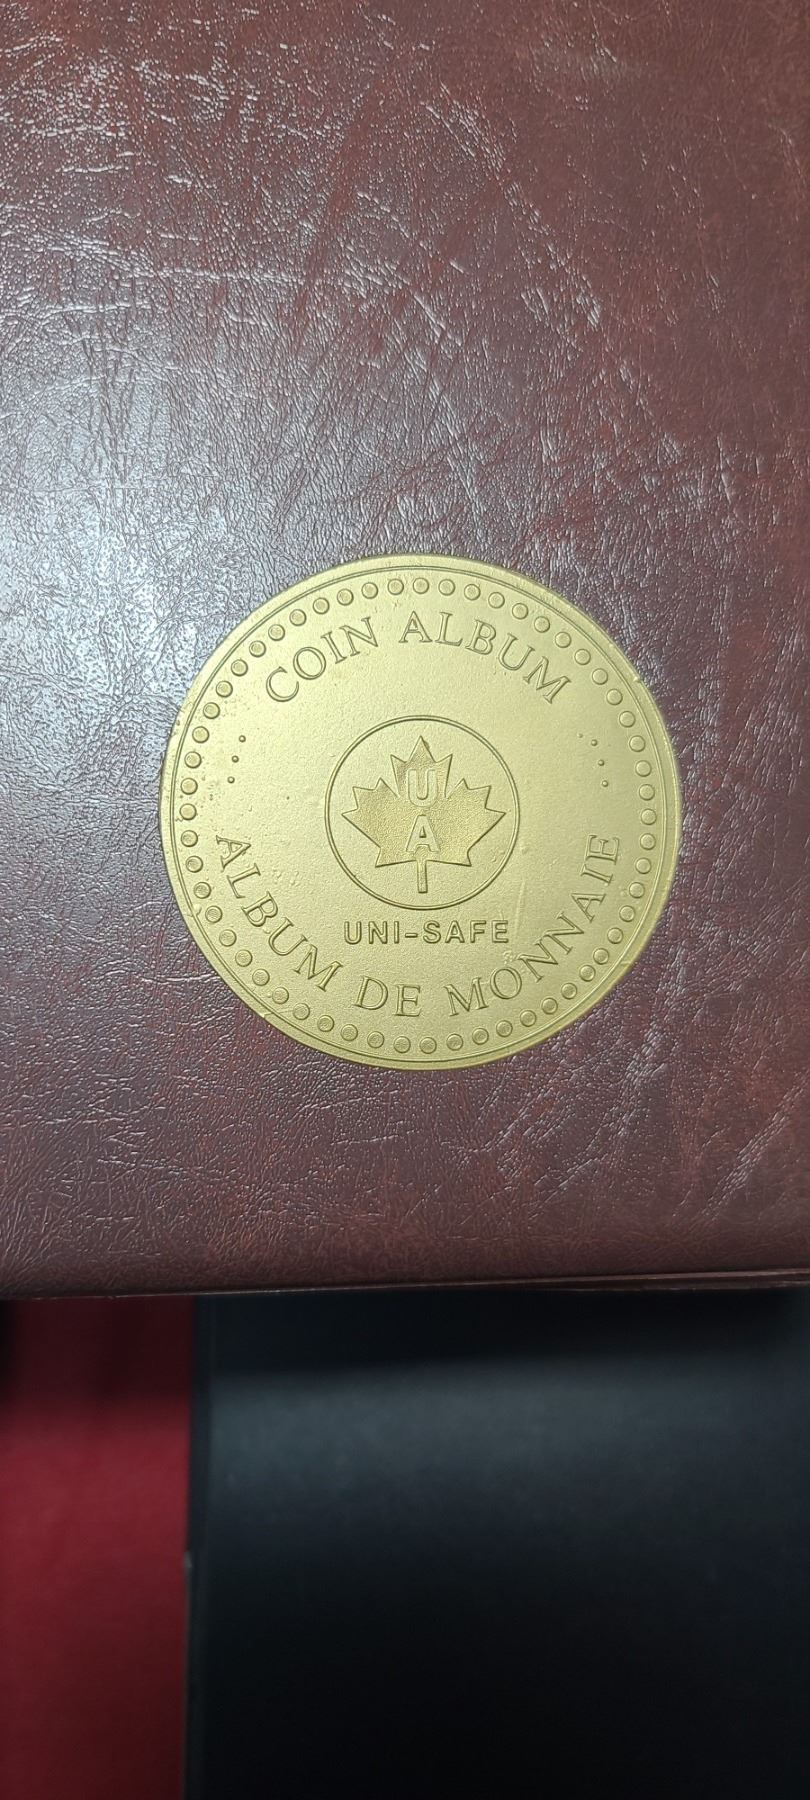 COIN ALBUM
U
A
UNI-SAFE
ALBUM DE MONNAIE